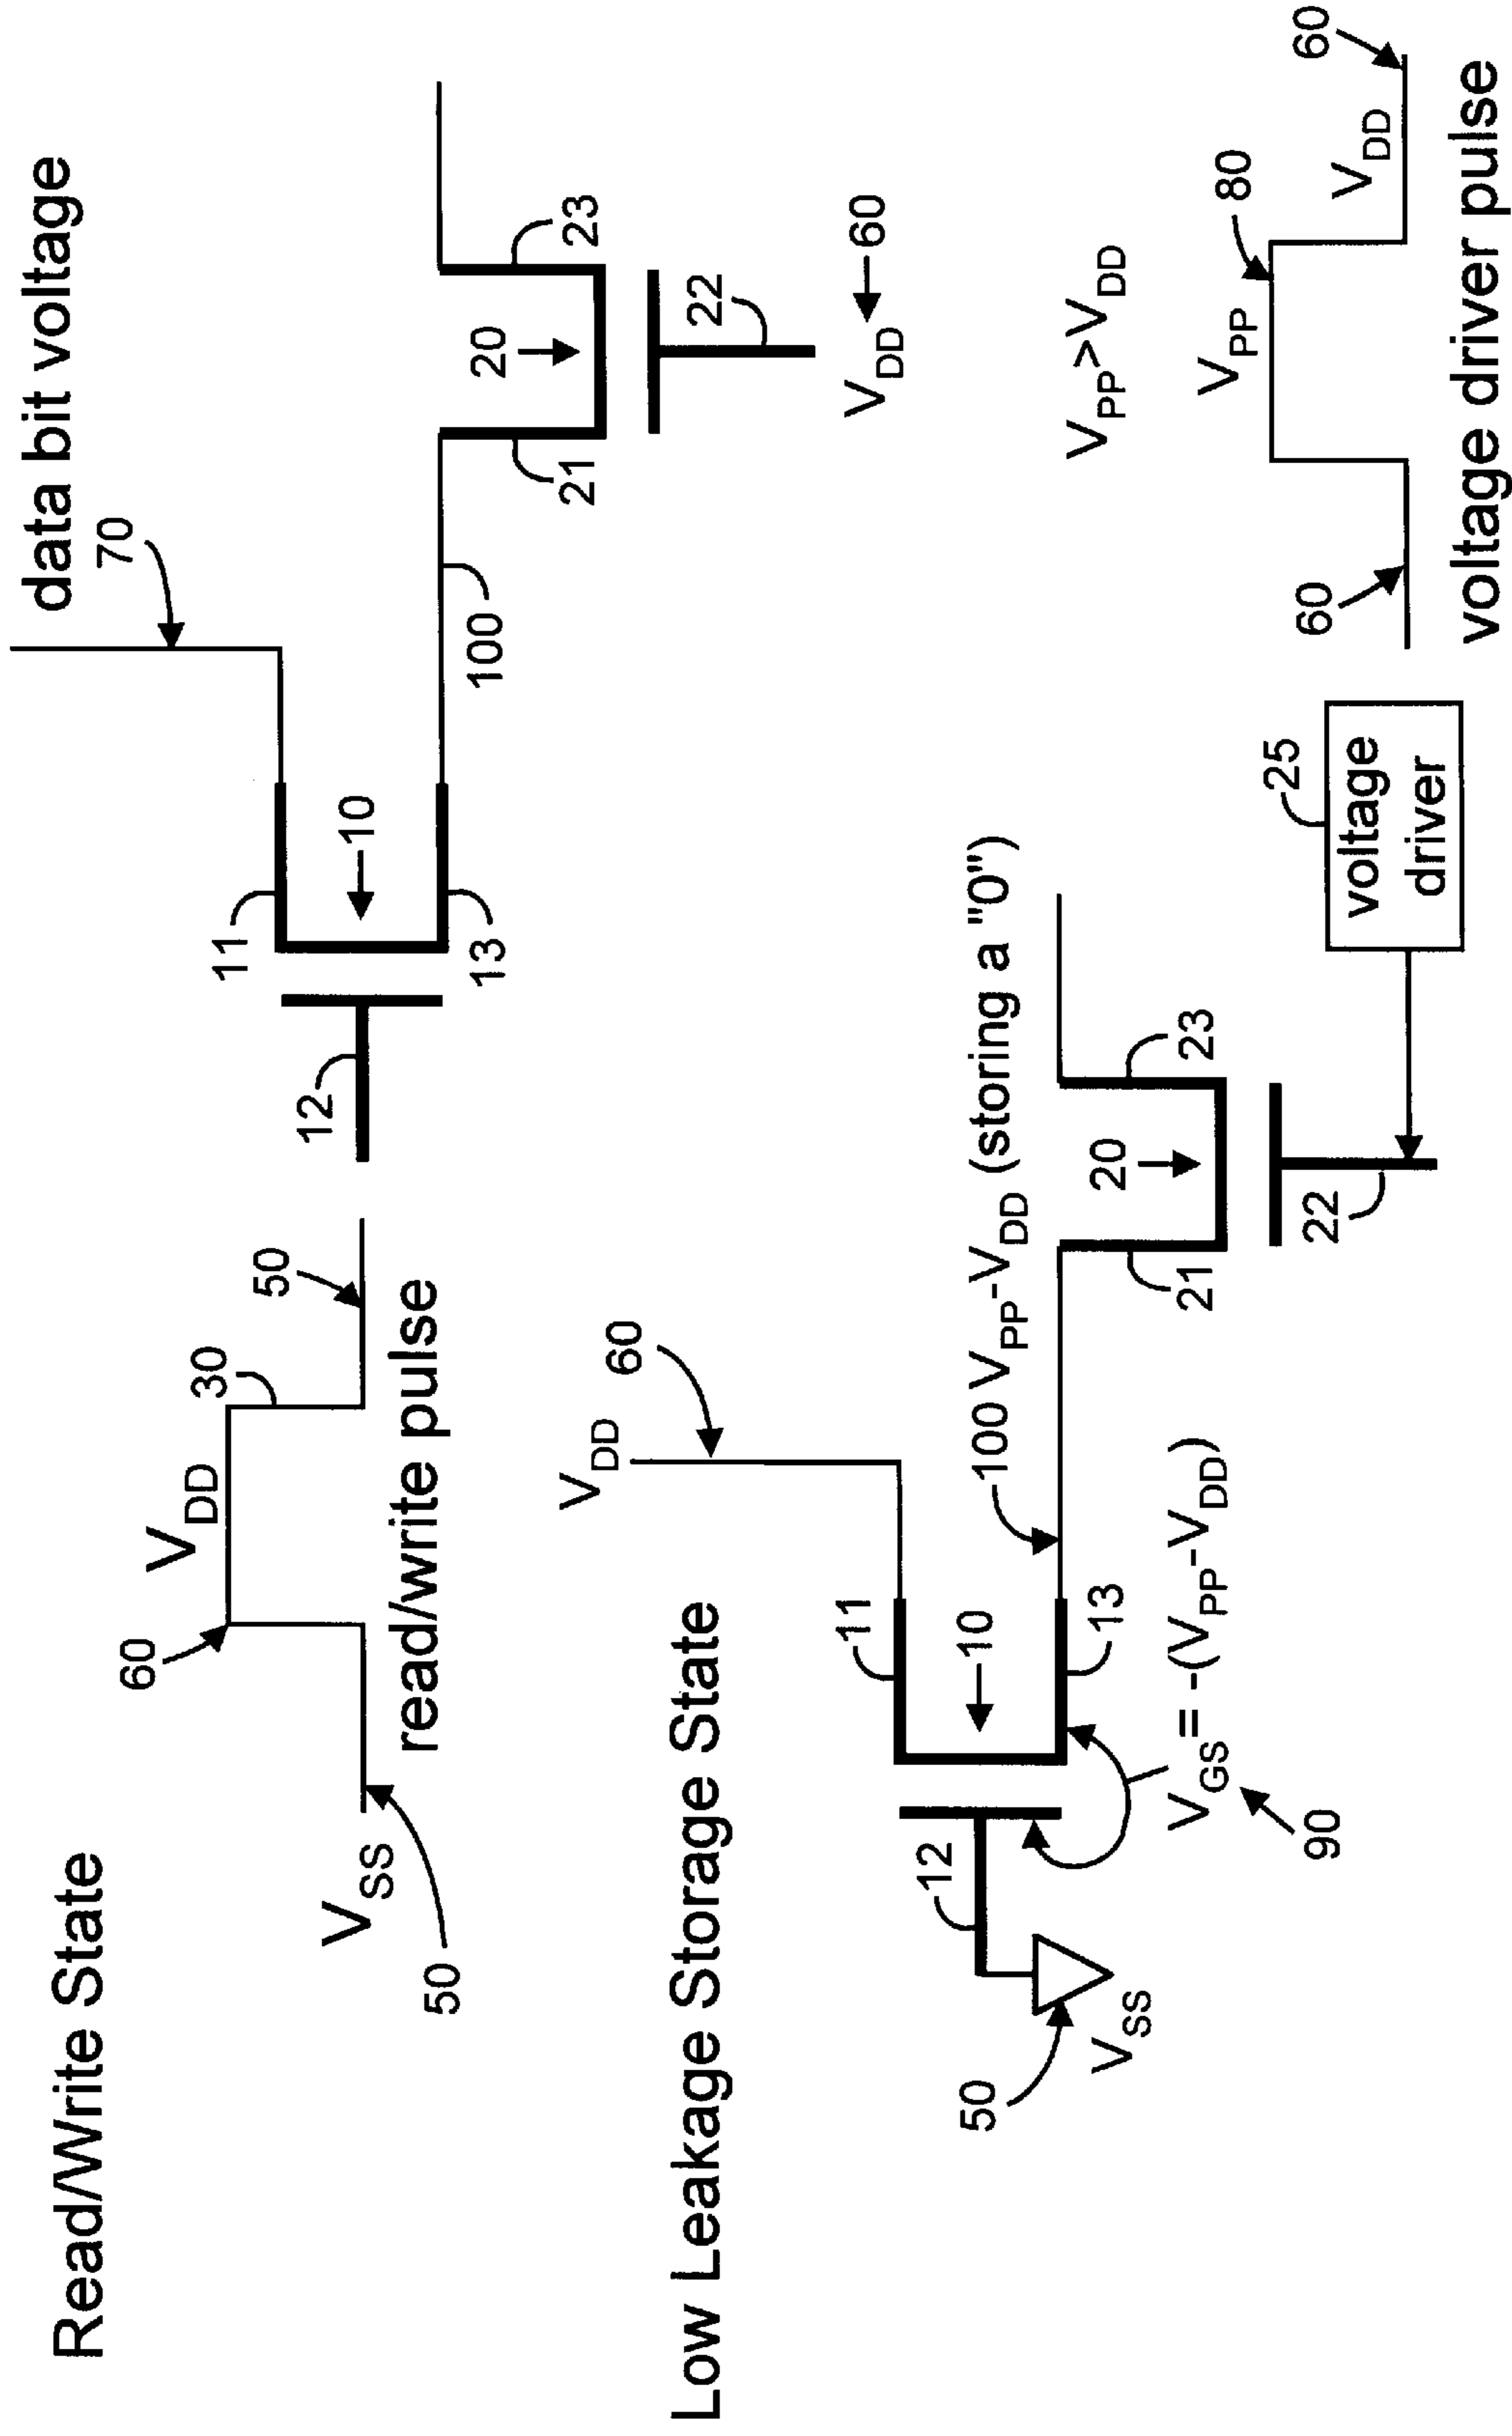 Read/Write State
data bit voltage
70
60
V_DD
30
50
V_SS
50
read/write pulse
12
11
10
13
100
20
21
23
22
V_DD
60
Low Leakage Storage State
V_DD
60
11
12
10
13
50
V_SS
100 V_PP-V_DD (storing a "0")
V_GS = -(V_PP-V_DD)
90
20
21
23
22
25
voltage
driver
V_PP>V_DD
V_PP
80
60
V_DD
60
voltage driver pulse